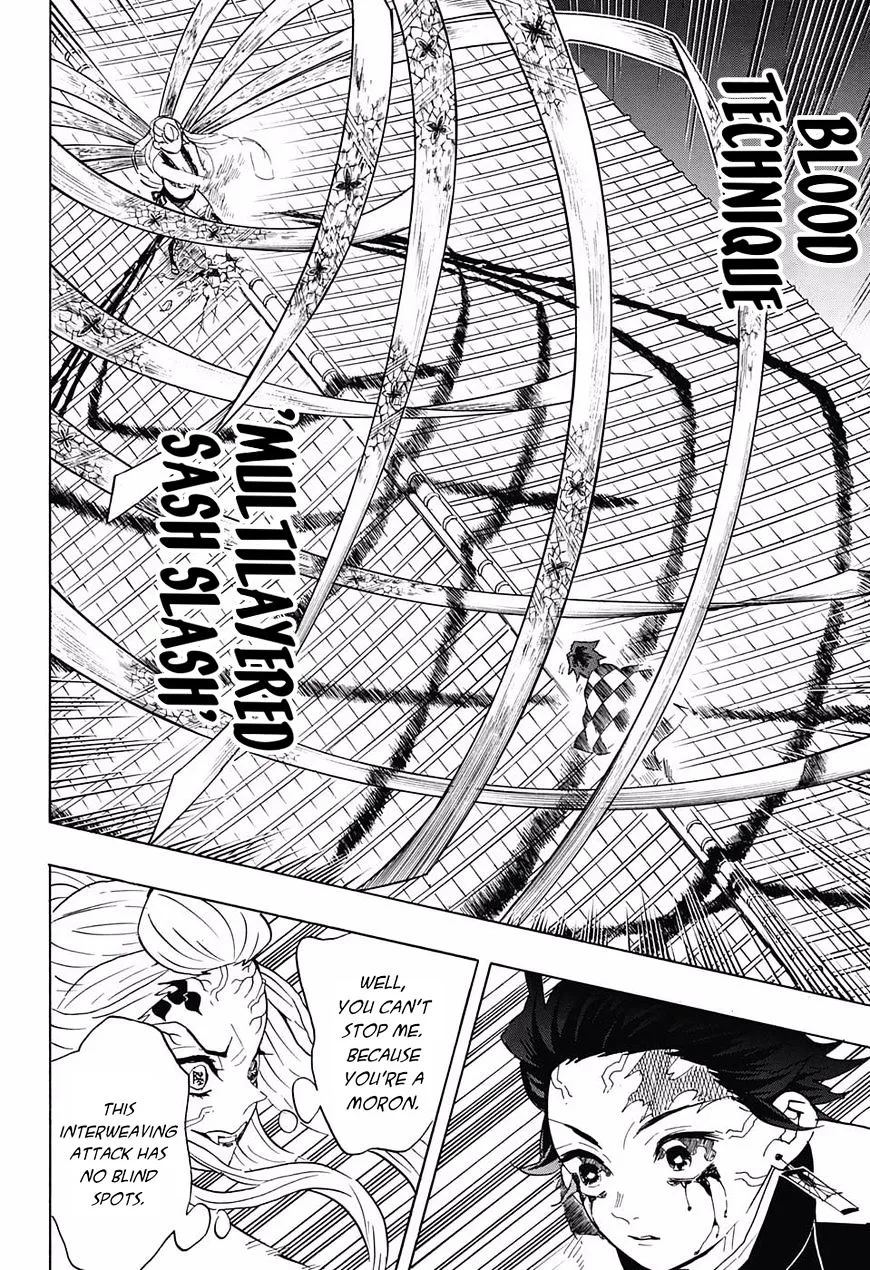 BLOOD
TECHNIQUE
'MULTILAYERED
SASH SLASH'
WELL,
YOU CAN'T
STOP ME.
BECAUSE
YOU'RE A
MORON.
THIS
INTERWEAVING
ATTACK HAS
NO BLIND
SPOTS.